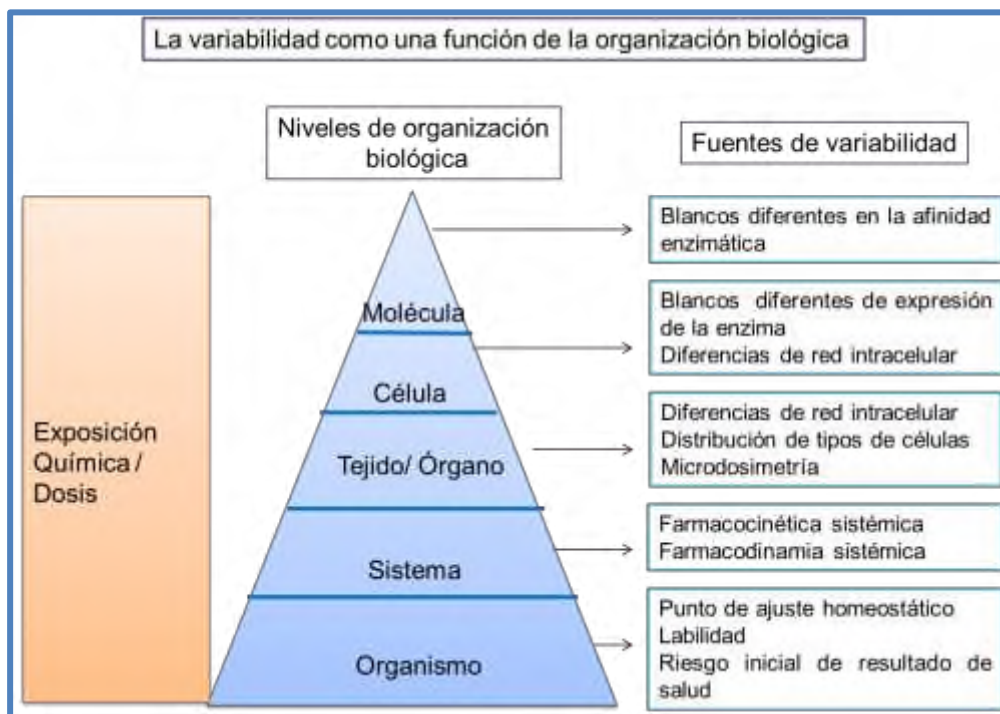 La variabilidad como una función de la organización biológica
Niveles de organización
biológica
Fuentes de variabilidad
Exposición
Química /
Dosis
Molécula
Célula
Tejido/ Órgano
Sistema
Organismo
Blancos diferentes en la afinidad
enzimática
Blancos diferentes de expresión
de la enzima
Diferencias de red intracelular
Diferencias de red intracelular
Distribución de tipos de células
Microdosimetría
Farmacocinética sistémica
Farmacodinamia sistémica
Punto de ajuste homeostático
Labilidad
Riesgo inicial de resultado de
salud